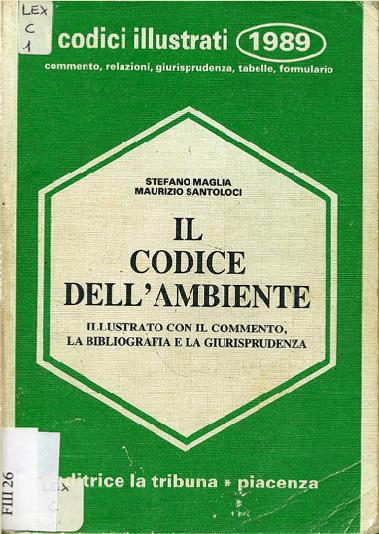 LEX
C
1
codici illustrati 1989
commento, relazioni, giurisprudenza, tabelle, formulario
STEFANO MAGLIA
MAURIZIO SANTOLOCI
IL
CODICE
DELL'AMBIENTE
ILLUSTRATO CON IL COMMENTO,
LA BIBLIOGRAFIA E LA GIURISPRUDENZA
ditrice la tribuna * piacenza
FIII 26
LEX
C